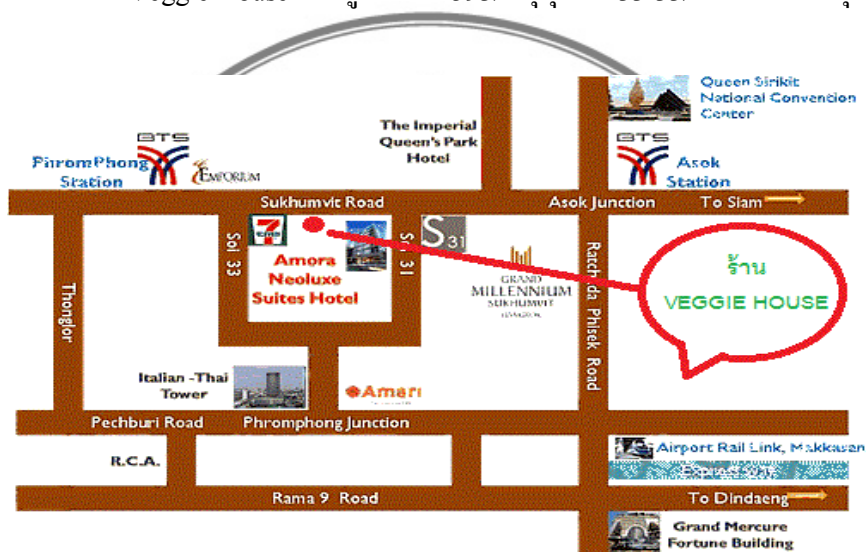 Queen Sirikit
National Convention
Center
The Imperial
Queen's Park
Hotel
BTS
PhromPhong
Station
EMPORIUM
BTS
Asok
Station
Sukhumvit Road
Asok Junction
To Siam
Soi 33
Soi 31
S31
Amora
Neoluxe
Suites Hotel
GRAND
MILLENNIUM
SUKHUMVIT
Ratchada Phisek Road
ร้าน
VEGGIE HOUSE
Thonglor
Italian -Thai
Tower
Amari
Pechburi Road
Phromphong Junction
R.C.A.
Airport Rail Link, Makkasan
Express way
Rama 9 Road
To Dindaeng
Grand Mercure
Fortune Building